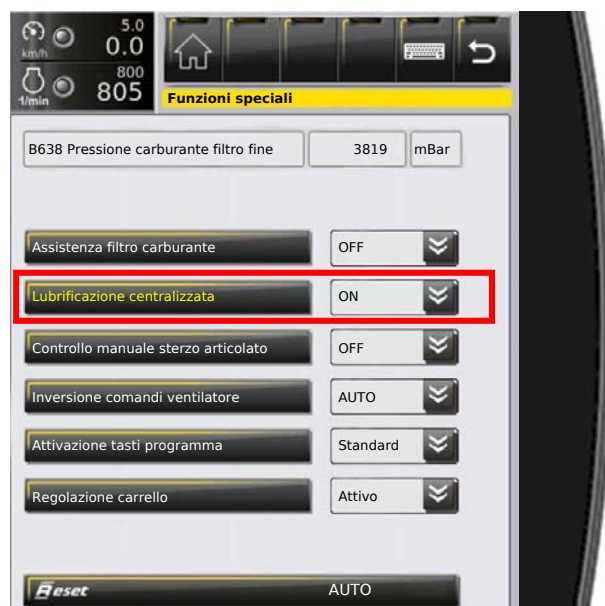 5.0
km/h 0.0
800
1/min 805
Funzioni speciali
B638 Pressione carburante filtro fine 3819 mBar
Assistenza filtro carburante OFF
Lubrificazione centralizzata ON
Controllo manuale sterzo articolato OFF
Inversione comandi ventilatore AUTO
Attivazione tasti programma Standard
Regolazione carrello Attivo
Reset AUTO